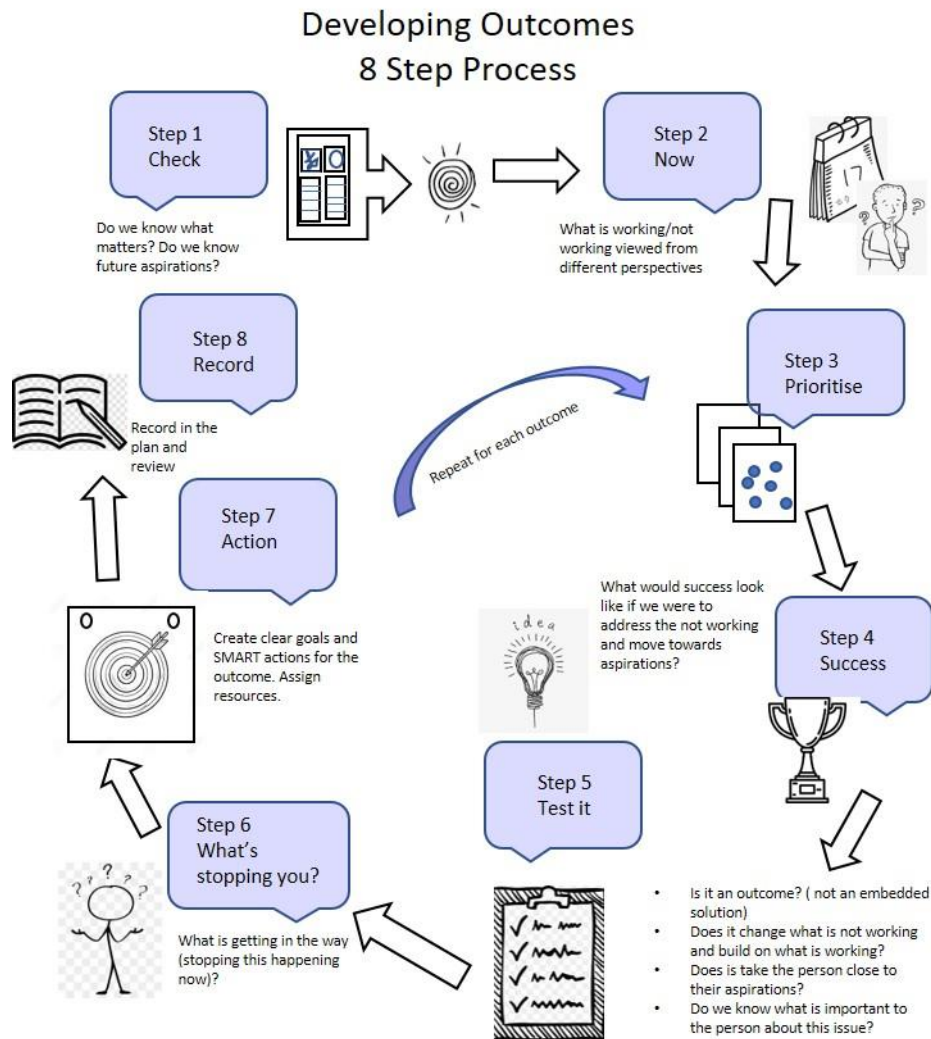 Developing Outcomes
8 Step Process
Step 1
Check
Do we know what
matters? Do we know
future aspirations?
Step 2
Now
What is working/not
working viewed from
different perspectives
17
? ?
Step 3
Prioritise
Repeat for each outcome
What would success look
like if we were to
address the not working
and move towards
aspirations?
Step 4
Success
idea
Step 5
Test it
• Is it an outcome? ( not an embedded
solution)
• Does it change what is not working
and build on what is working?
• Does is take the person close to
their aspirations?
• Do we know what is important to
the person about this issue?
Step 6
What's
stopping you?
? ? ? ? ?
What is getting in the way
(stopping this happening
now)?
Step 7
Action
Create clear goals and
SMART actions for the
outcome. Assign
resources.
Step 8
Record
Record in the
plan and
review